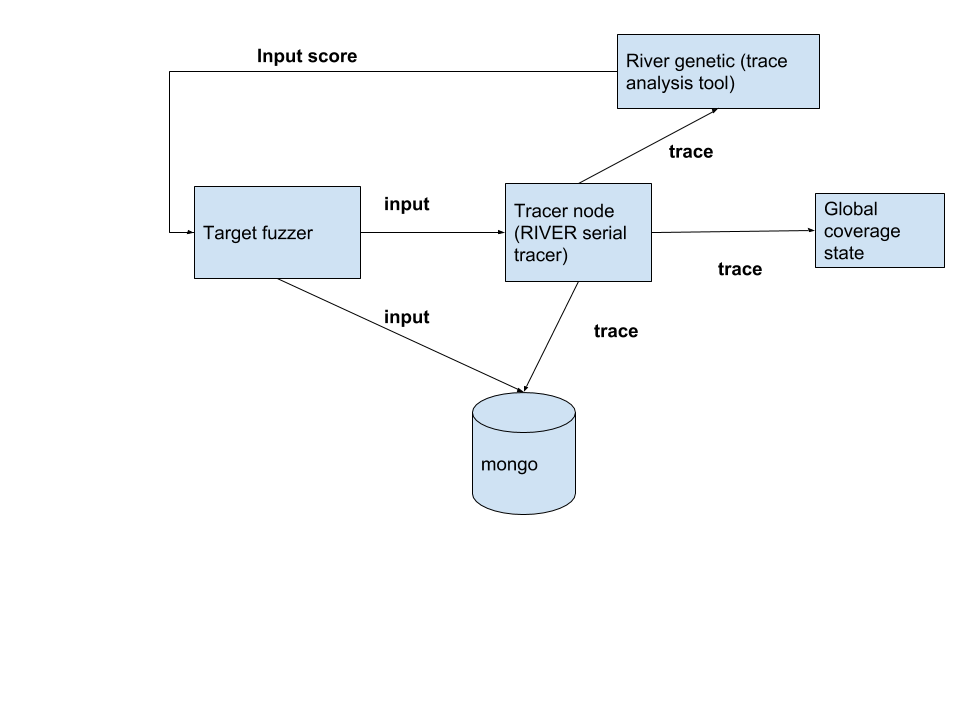 Input score
River genetic (trace
analysis tool)
trace
Target fuzzer
input
Tracer node
(RIVER serial
tracer)
Global
coverage
state
trace
input
trace
mongo